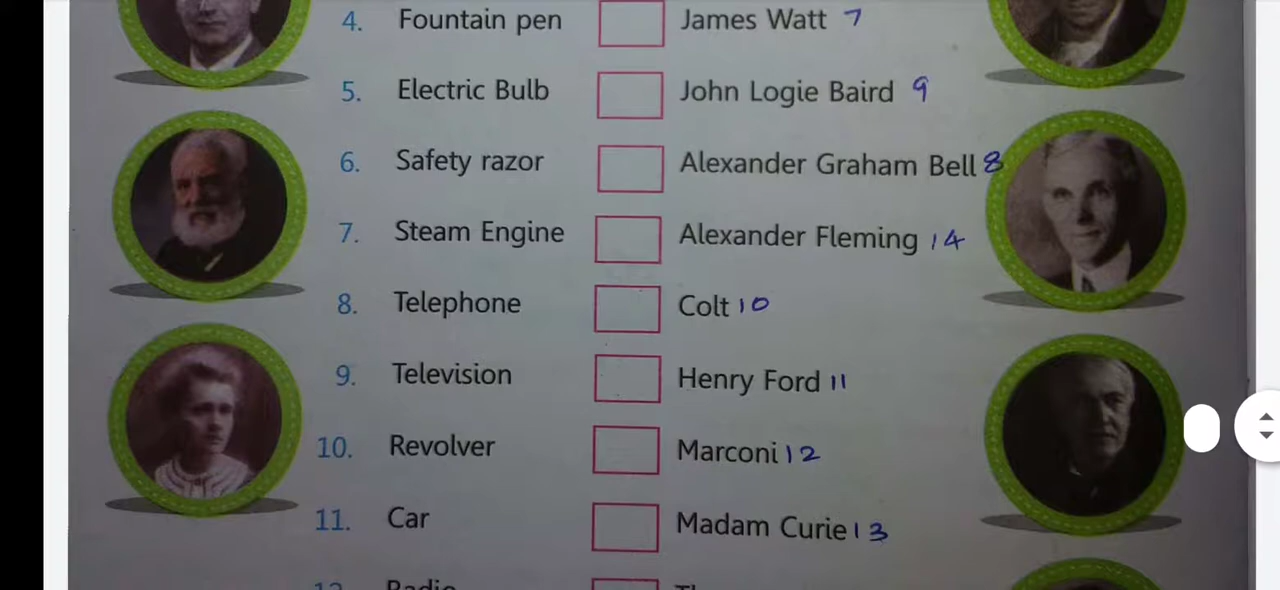 4. Fountain pen James Watt 7
5. Electric Bulb John Logie Baird 9
6. Safety razor Alexander Graham Bell 8
7. Steam Engine Alexander Fleming 14
8. Telephone Colt 10
9. Television Henry Ford 11
10. Revolver Marconi 12
11. Car Madam Curie 13
12. Radio